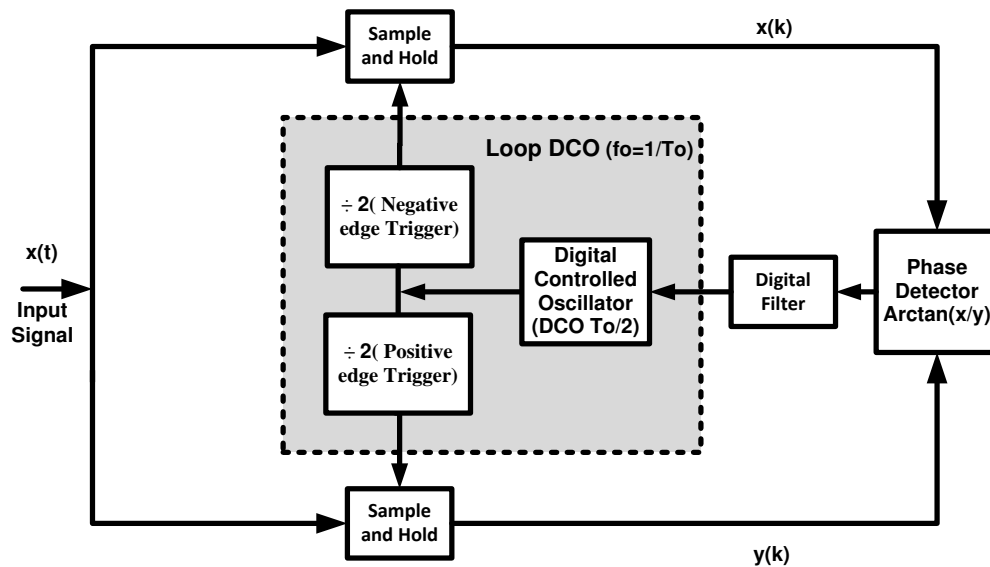 Sample
and Hold
x(k)
Loop DCO (fo=1/To)
÷ 2( Negative
edge Trigger)
x(t)
Input
Signal
Digital
Controlled
Oscillator
(DCO To/2)
Digital
Filter
Phase
Detector
Arctan(x/y)
÷ 2( Positive
edge Trigger)
Sample
and Hold
y(k)